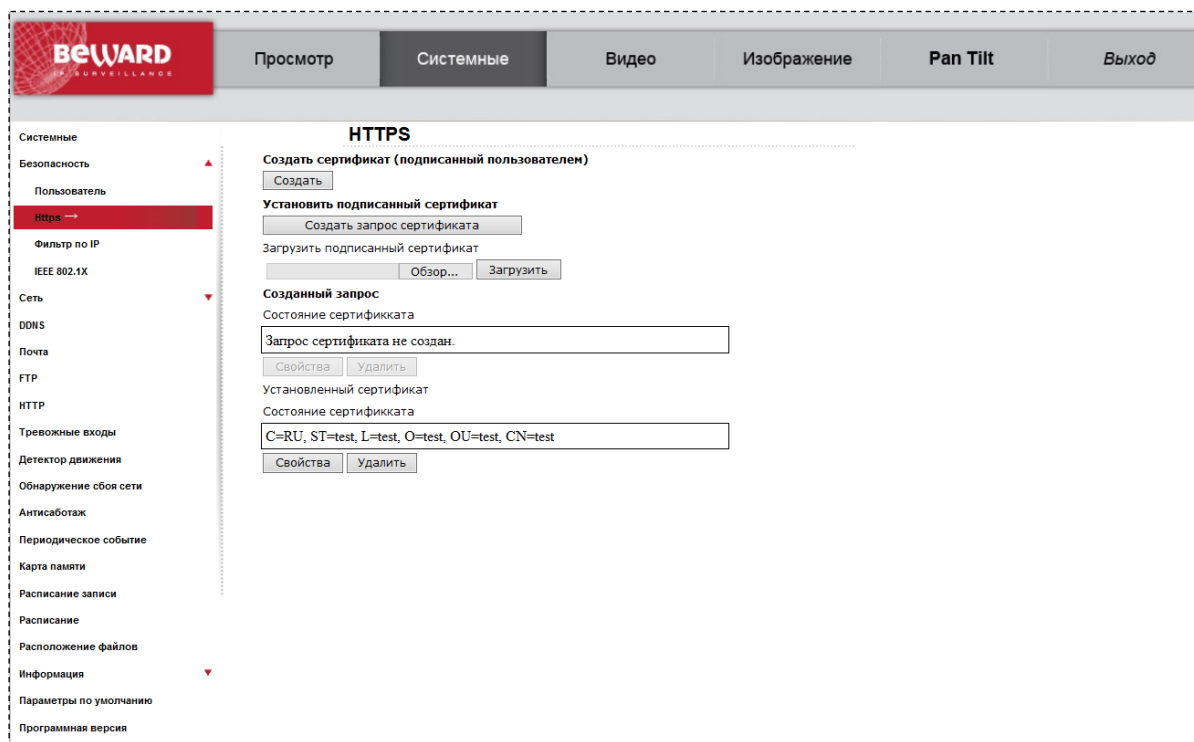 BEWARD
IP SURVEILLANCE
Просмотр
Системные
Видео
Изображение
Pan Tilt
Выход
Системные
Безопасность
Пользователь
Https →
Фильтр по IP
IEEE 802.1X
Сеть
DDNS
Почта
FTP
HTTP
Тревожные входы
Детектор движения
Обнаружение сбоя сети
Антисаботаж
Периодическое событие
Карта памяти
Расписание записи
Расписание
Расположение файлов
Информация
Параметры по умолчанию
Программная версия
HTTPS
Создать сертификат (подписанный пользователем)
Создать
Установить подписанный сертификат
Создать запрос сертификата
Загрузить подписанный сертификат
Обзор... Загрузить
Созданный запрос
Состояние сертифкката
Запрос сертификата не создан.
Свойства Удалить
Установленный сертификат
Состояние сертифкката
C=RU, ST=test, L=test, O=test, OU=test, CN=test
Свойства Удалить